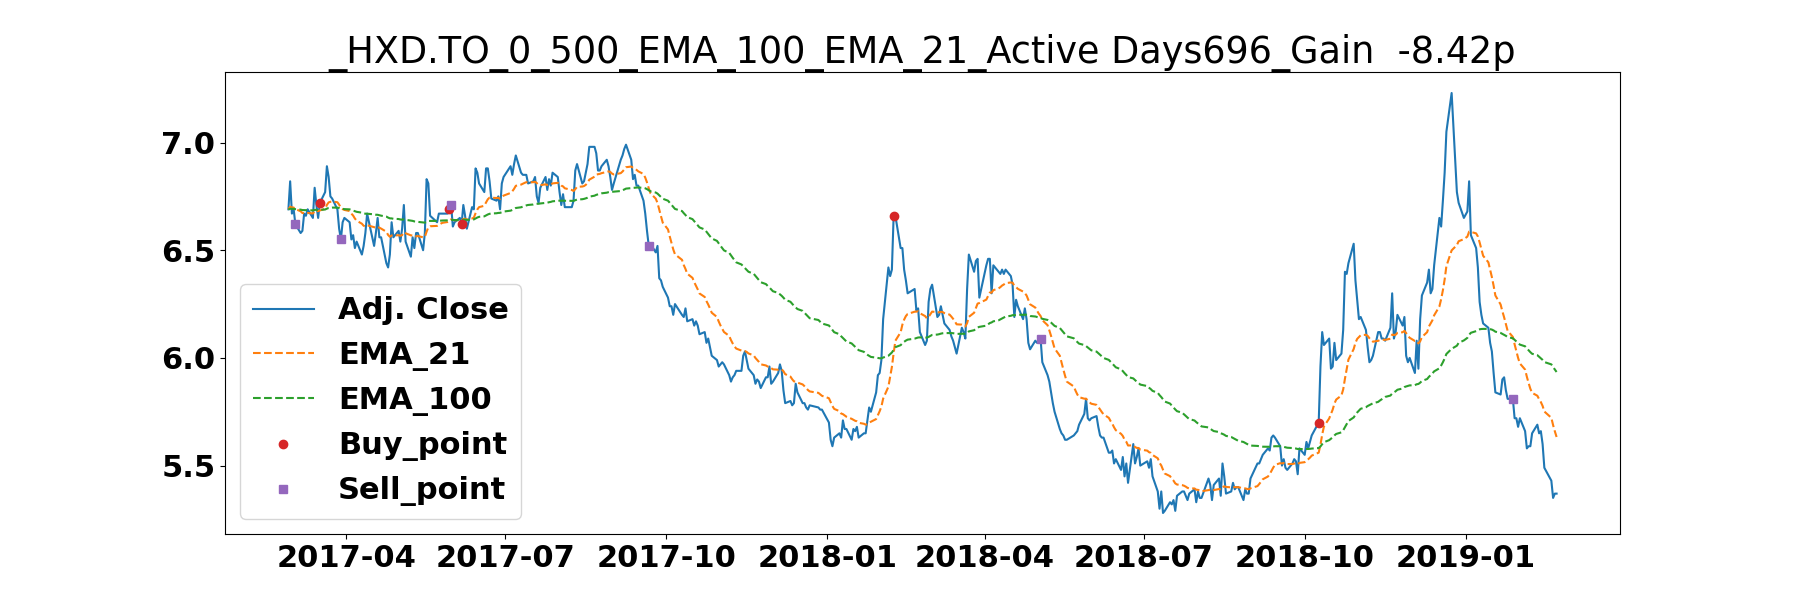 _HXD.TO_0_500_EMA_100_EMA_21_Active Days696_Gain  -8.42p
7.0
6.5
6.0
5.5
Adj. Close
EMA_21
EMA_100
Buy_point
Sell_point
2017-04 2017-07 2017-10 2018-01 2018-04 2018-07 2018-10 2019-01